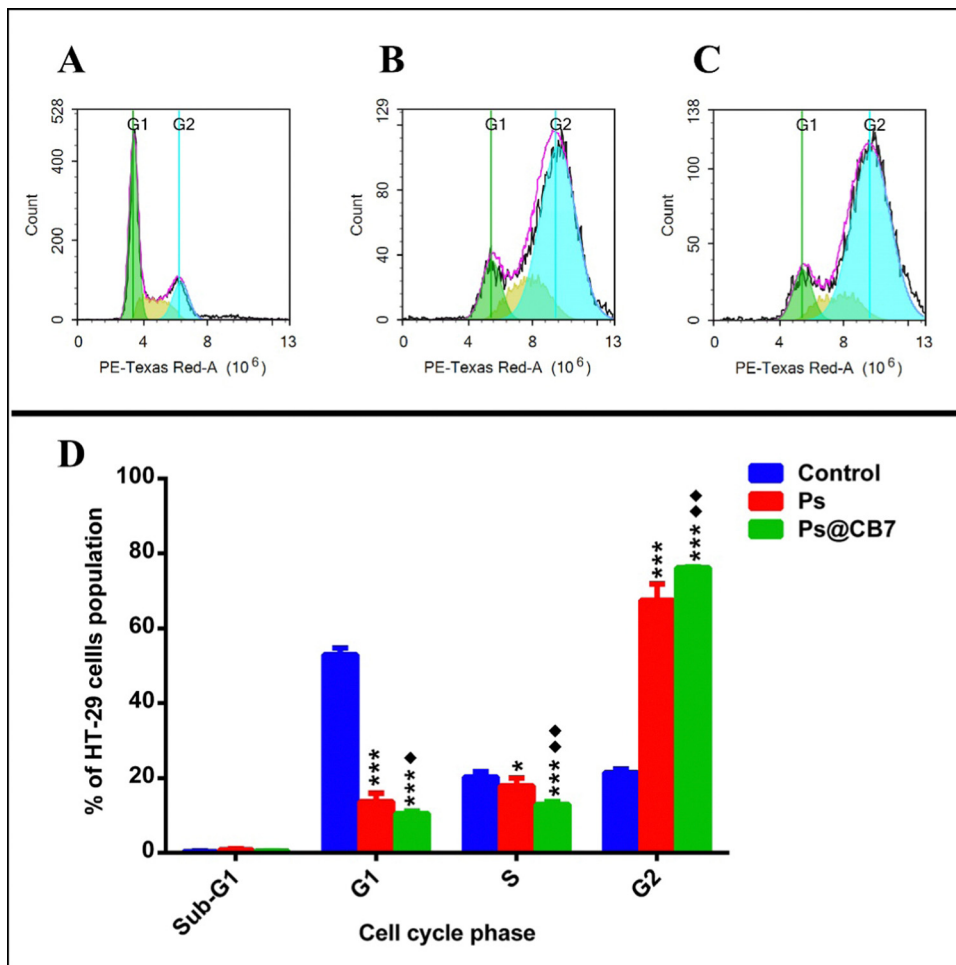 A
B
C
528
400
200
0
Count
G1 G2
0 4 8 13
PE-Texas Red-A (10⁶)
129
80
40
0
Count
G1 G2
0 4 8 13
PE-Texas Red-A (10⁶)
138
100
50
0
Count
G1 G2
0 4 8 13
PE-Texas Red-A (10⁶)
D
% of HT-29 cellls population
100
80
60
40
20
0
***
***◆
*
***◆◆
***
***◆◆
Sub-G1 G1 S G2
Cell cycle phase
Control
Ps
Ps@CB7